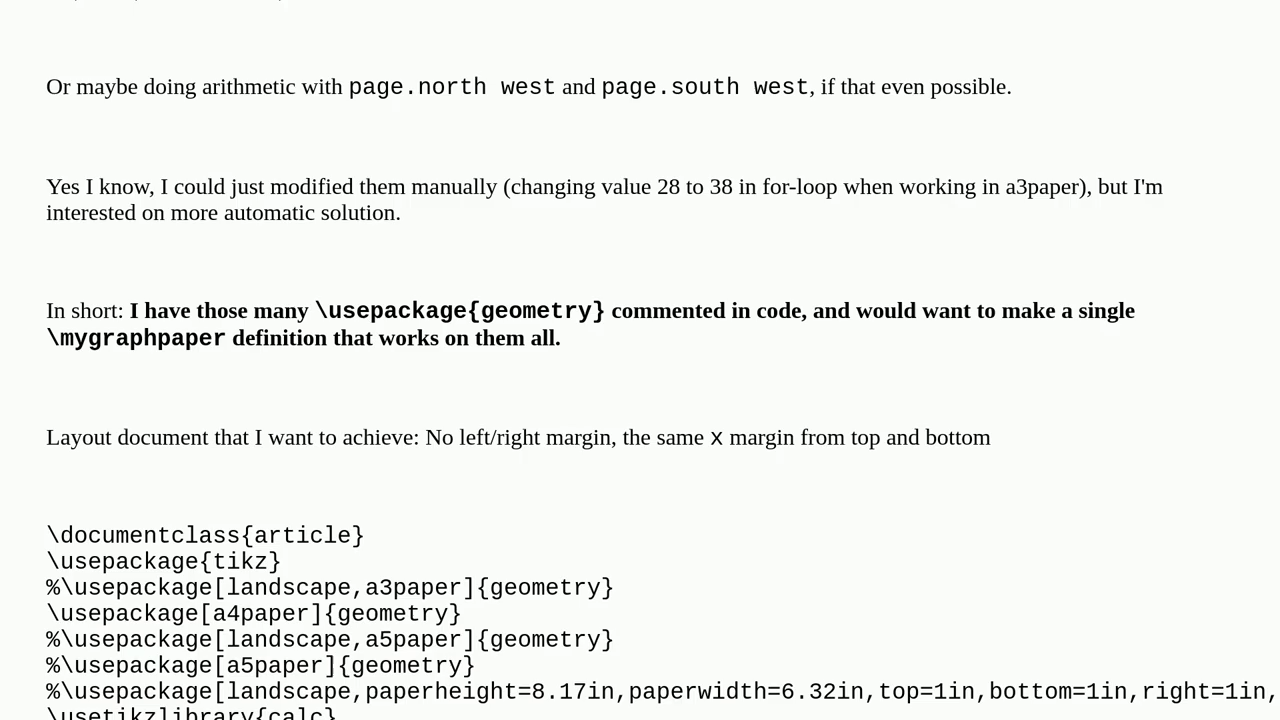 Or maybe doing arithmetic with page.north west and page.south west, if that even possible.
Yes I know, I could just modified them manually (changing value 28 to 38 in for-loop when working in a3paper), but I'm
interested on more automatic solution.
In short: I have those many \usepackage{geometry} commented in code, and would want to make a single
\mygraphpaper definition that works on them all.
Layout document that I want to achieve: No left/right margin, the same x margin from top and bottom
\documentclass{article}
\usepackage{tikz}
%\usepackage[landscape,a3paper]{geometry}
\usepackage[a4paper]{geometry}
%\usepackage[landscape,a5paper]{geometry}
%\usepackage[a5paper]{geometry}
%\usepackage[landscape,paperheight=8.17in,paperwidth=6.32in,top=1in,bottom=1in,right=1in,
\usetikzlibrary{calc}